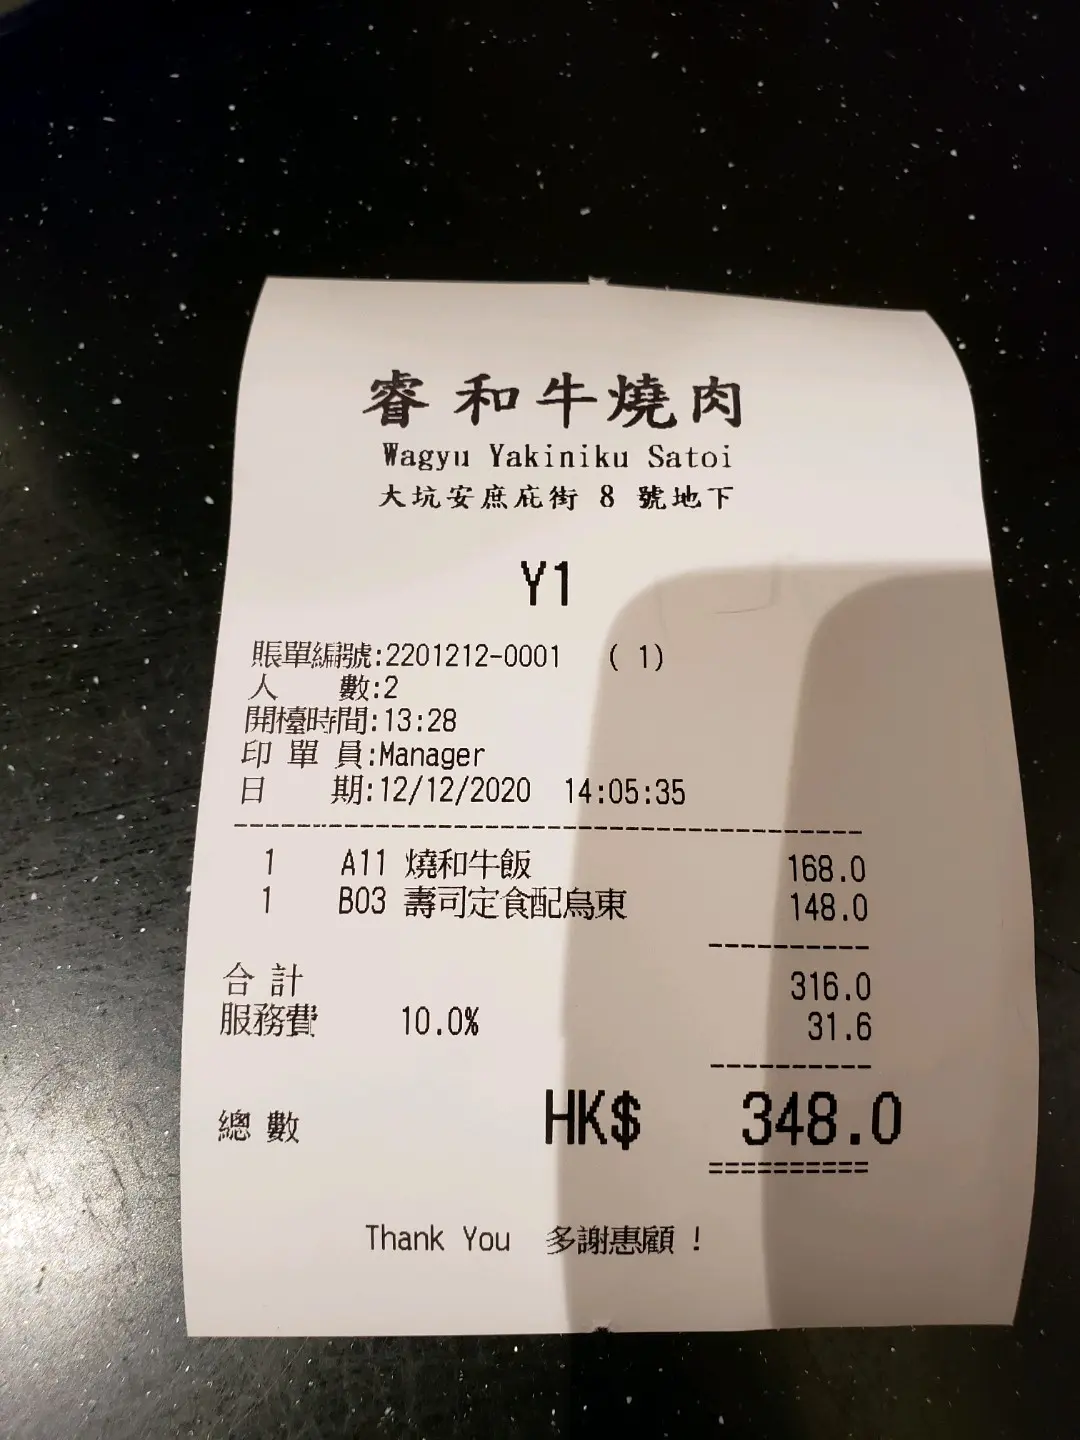 睿和牛燒肉
Wagyu Yakiniku Satoi
大坑安庶庇街 8 號地下
Y1
賬單編號:2201212-0001 ( 1)
人 數:2
開檯時間:13:28
印 單 員:Manager
日 期:12/12/2020 14:05:35
1 A11 燒和牛飯 168.0
1 B03 壽司定食配烏東 148.0
合 計 316.0
服務費 10.0% 31.6
總 數 HK$ 348.0
Thank You 多謝惠顧 !